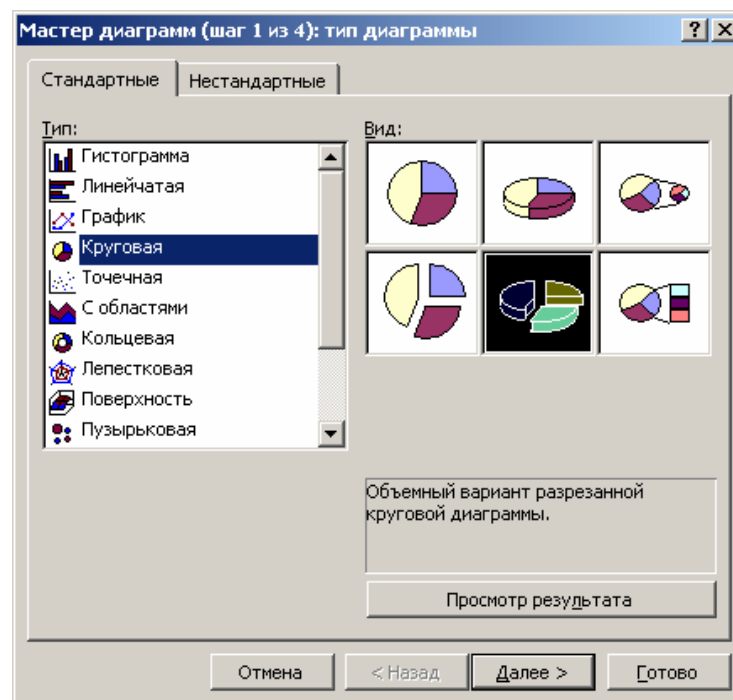 Мастер диаграмм (шаг 1 из 4): тип диаграммы
Стандартные
Нестандартные
Тип:
Гистограмма
Линейчатая
График
Круговая
Точечная
С областями
Кольцевая
Лепестковая
Поверхность
Пузырьковая
Вид:
Объемный вариант разрезанной
круговой диаграммы.
Просмотр результата
Отмена
< Назад
Далее >
Готово